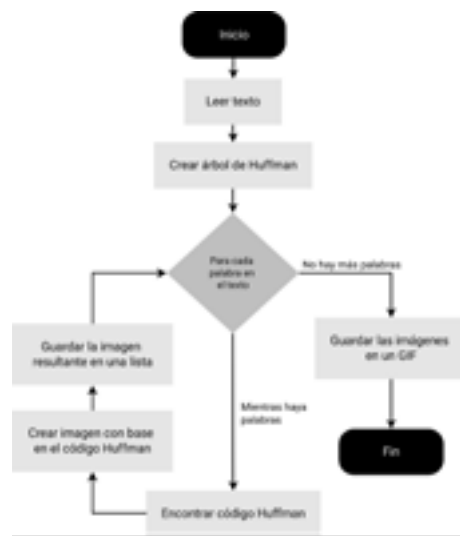 Inicio
Leer texto
Crear árbol de Huffman
Para cada
palabra en
el texto
No hay más palabras
Guardar las imágenes
en un GIF
Fin
Mientras haya
palabras
Encontrar código Huffman
Crear imagen con base
en el código Huffman
Guardar la imagen
resultante en una lista